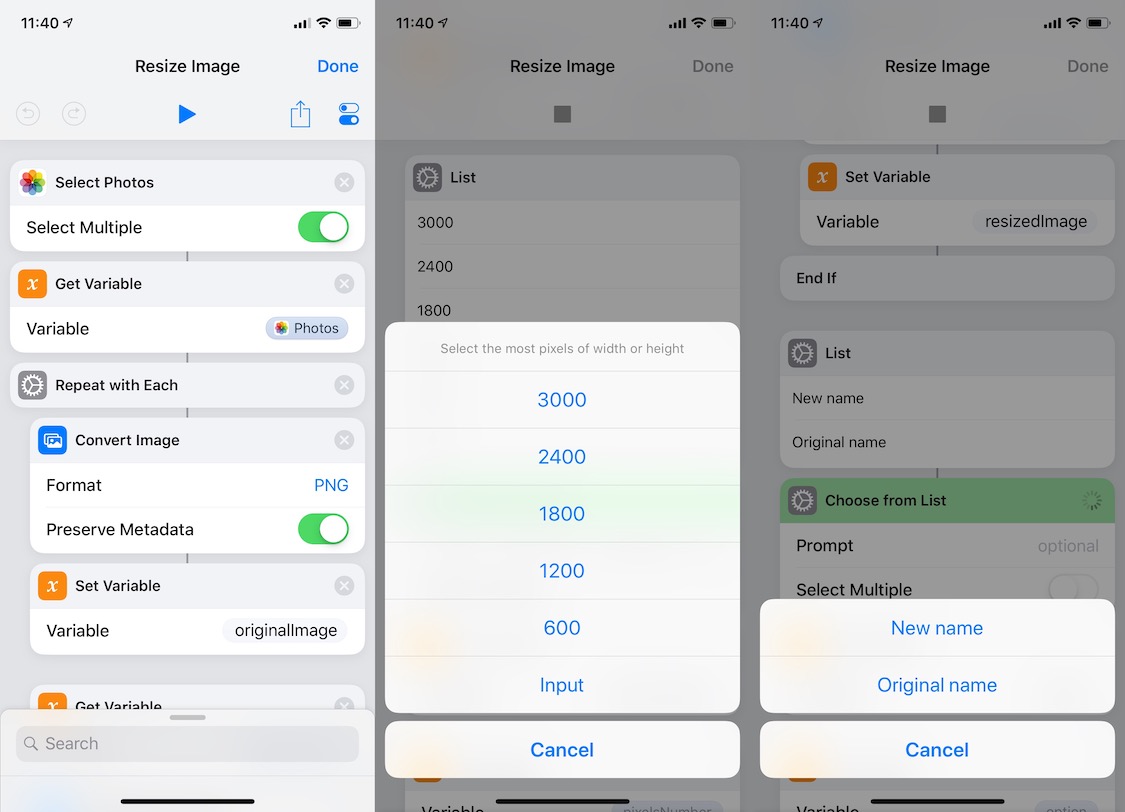 11:40
Resize Image
Done
Select Photos
Select Multiple
Get Variable
Variable
Photos
Repeat with Each
Convert Image
Format
PNG
Preserve Metadata
Set Variable
Variable
originalImage
Get Variable
Search
11:40
Resize Image
Done
List
3000
2400
1800
Select the most pixels of width or height
3000
2400
1800
1200
600
Input
Cancel
Variable
pixelsNumber
11:40
Resize Image
Done
Set Variable
Variable
resizedImage
End If
List
New name
Original name
Choose from List
Prompt
optional
Select Multiple
New name
Original name
Cancel
Variable
option